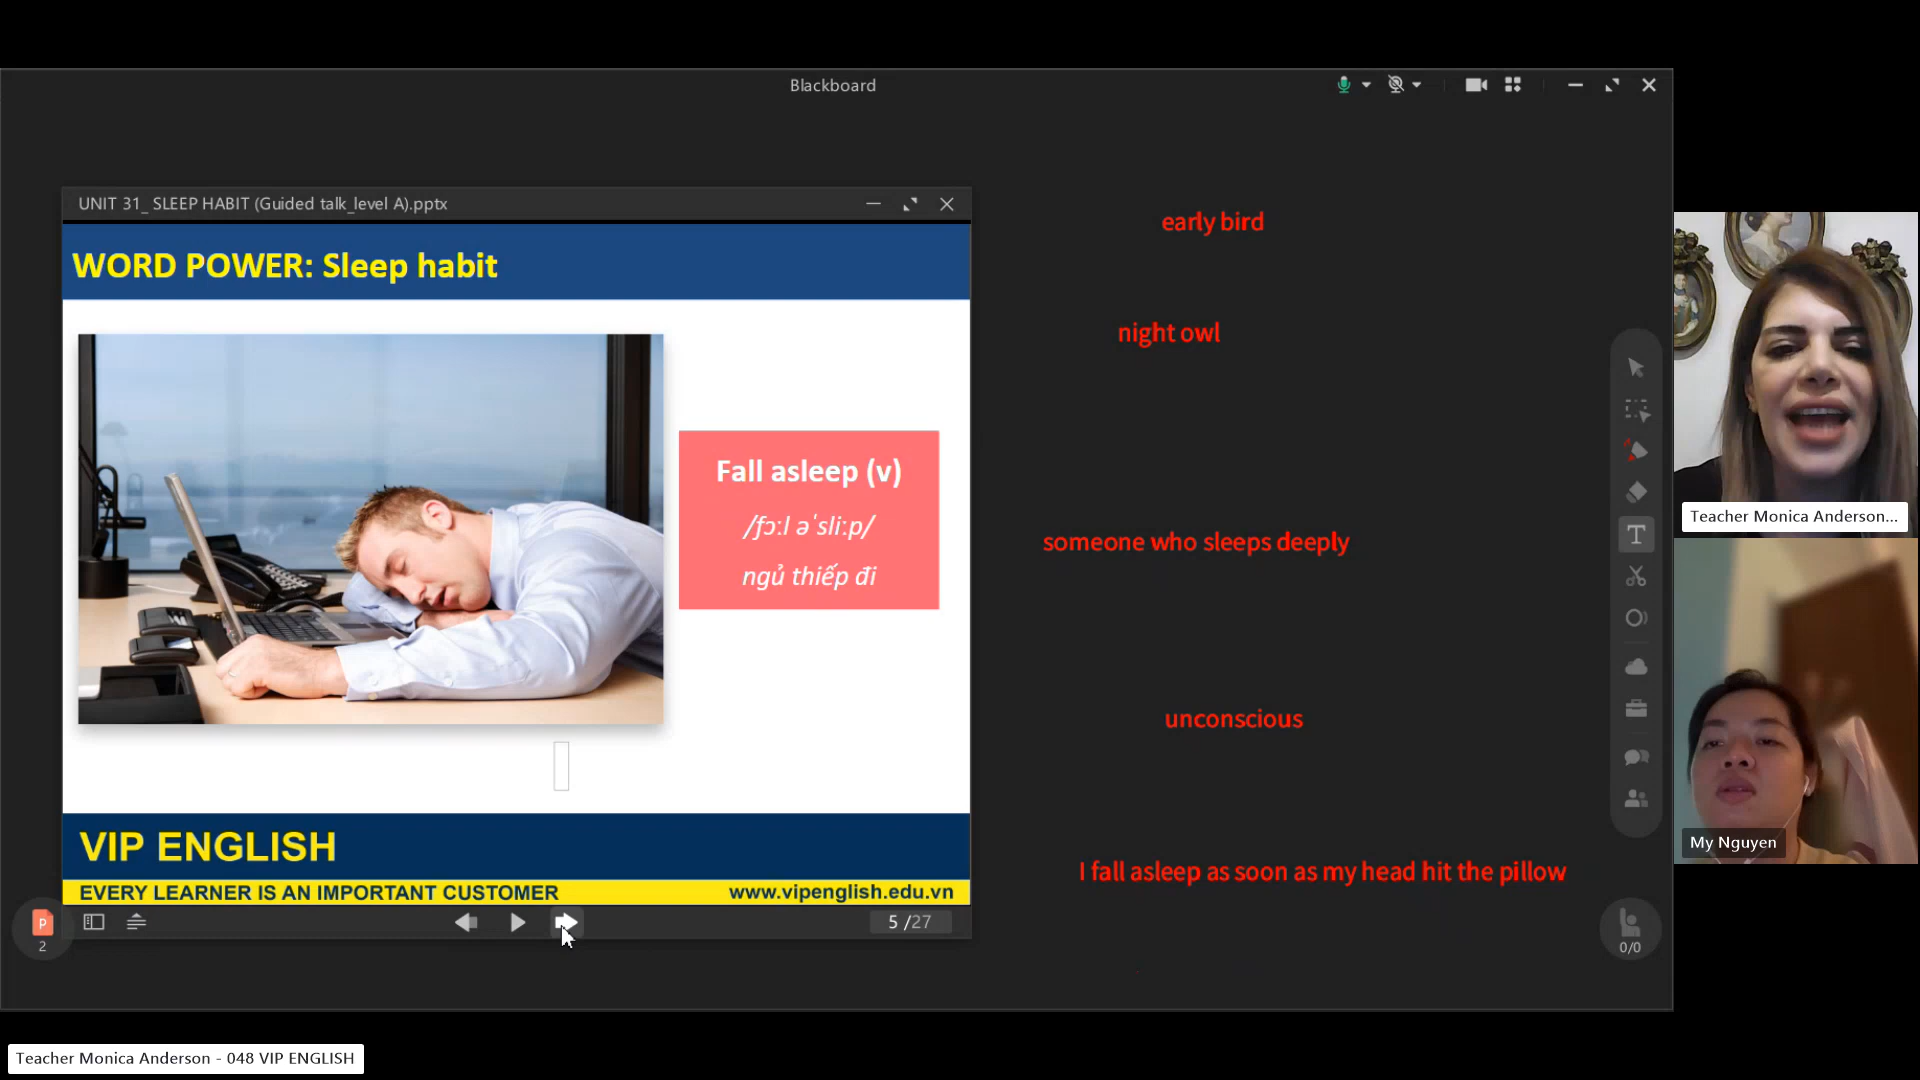 Blackboard
UNIT 31_ SLEEP HABIT (Guided talk_level A).pptx
WORD POWER: Sleep habit
Fall asleep (v)
/fɔːl əˈsliːp/
ngủ thiếp đi
VIP ENGLISH
EVERY LEARNER IS AN IMPORTANT CUSTOMER
www.vipenglish.edu.vn
P
2
5 /27
early bird
night owl
someone who sleeps deeply
unconscious
I fall asleep as soon as my head hit the pillow
T
0/0
Teacher Monica Anderson...
My Nguyen
Teacher Monica Anderson - 048 VIP ENGLISH